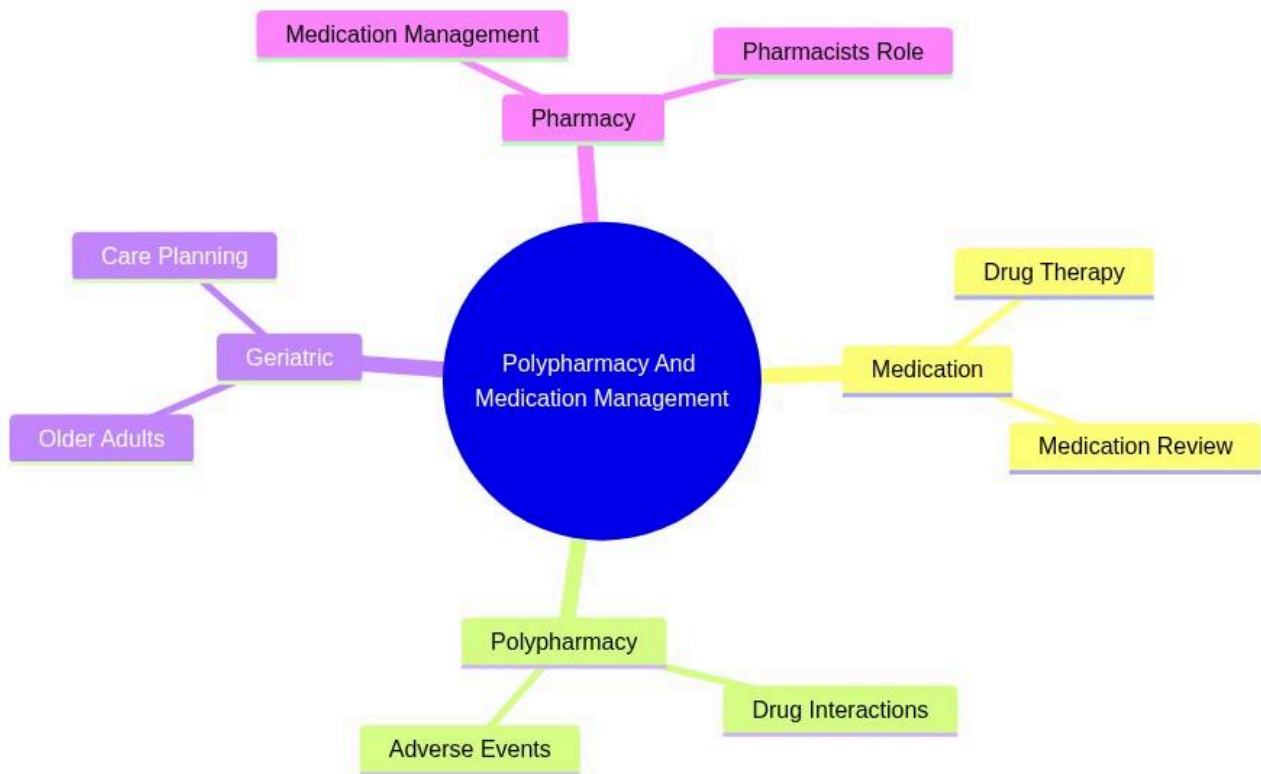 Medication Management
Pharmacists Role
Pharmacy
Care Planning
Drug Therapy
Geriatric
Polypharmacy And
Medication Management
Medication
Older Adults
Medication Review
Polypharmacy
Drug Interactions
Adverse Events